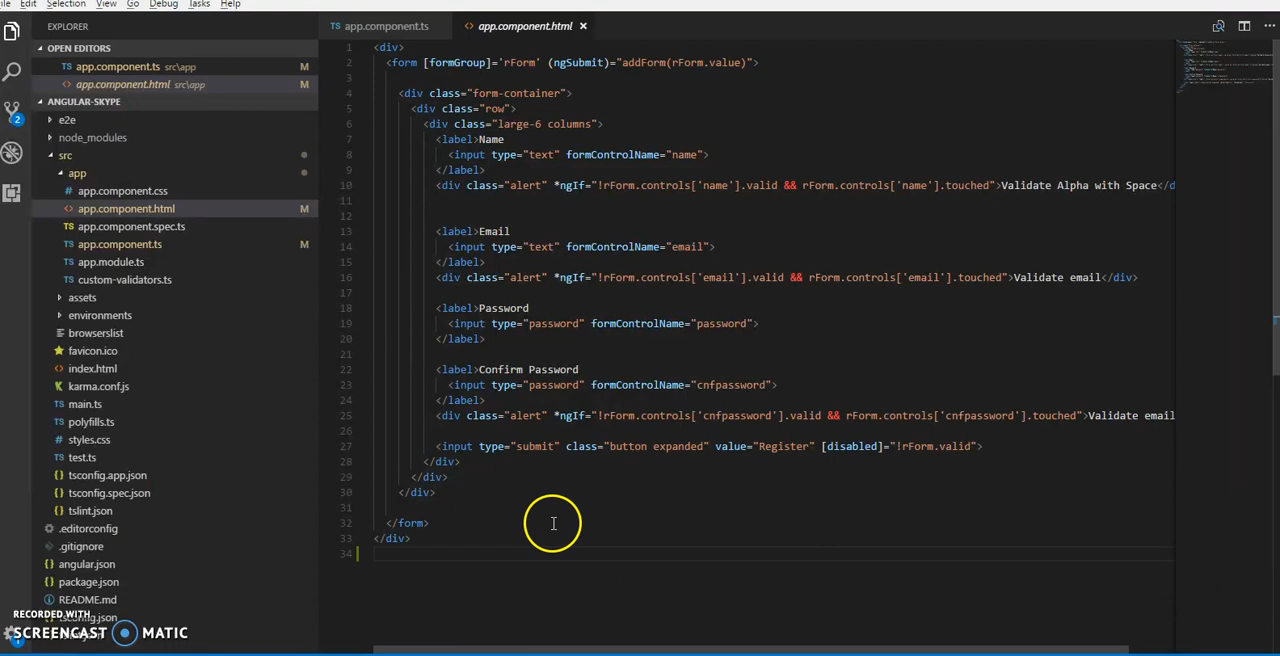 File Edit Selection View Go Debug Tasks Help
EXPLORER
OPEN EDITORS
TS app.component.ts src\app M
<> app.component.html src\app M
ANGULAR-SKYPE
e2e
node_modules
src
app
app.component.css
<> app.component.html M
TS app.component.spec.ts
TS app.component.ts M
TS app.module.ts
TS custom-validators.ts
assets
environments
browserslist
favicon.ico
<> index.html
karma.conf.js
TS main.ts
TS polyfills.ts
styles.css
TS test.ts
{} tsconfig.app.json
{} tsconfig.spec.json
{} tslint.json
.editorconfig
.gitignore
{} angular.json
{} package.json
README.md
tsconfig.json
2
1
RECORDED WITH
SCREENCAST MATIC
TS app.component.ts
<> app.component.html ×
1 <div>
2 <form [formGroup]='rForm' (ngSubmit)="addForm(rForm.value)">
3
4 <div class="form-container">
5 <div class="row">
6 <div class="large-6 columns">
7 <label>Name
8 <input type="text" formControlName="name">
9 </label>
10 <div class="alert" *ngIf="!rForm.controls['name'].valid && rForm.controls['name'].touched">Validate Alpha with Space</d
11
12
13 <label>Email
14 <input type="text" formControlName="email">
15 </label>
16 <div class="alert" *ngIf="!rForm.controls['email'].valid && rForm.controls['email'].touched">Validate email</div>
17
18 <label>Password
19 <input type="password" formControlName="password">
20 </label>
21
22 <label>Confirm Password
23 <input type="password" formControlName="cnfpassword">
24 </label>
25 <div class="alert" *ngIf="!rForm.controls['cnfpassword'].valid && rForm.controls['cnfpassword'].touched">Validate email
26
27 <input type="submit" class="button expanded" value="Register" [disabled]="!rForm.valid">
28 </div>
29 </div>
30 </div>
31
32 </form>
33 </div>
34